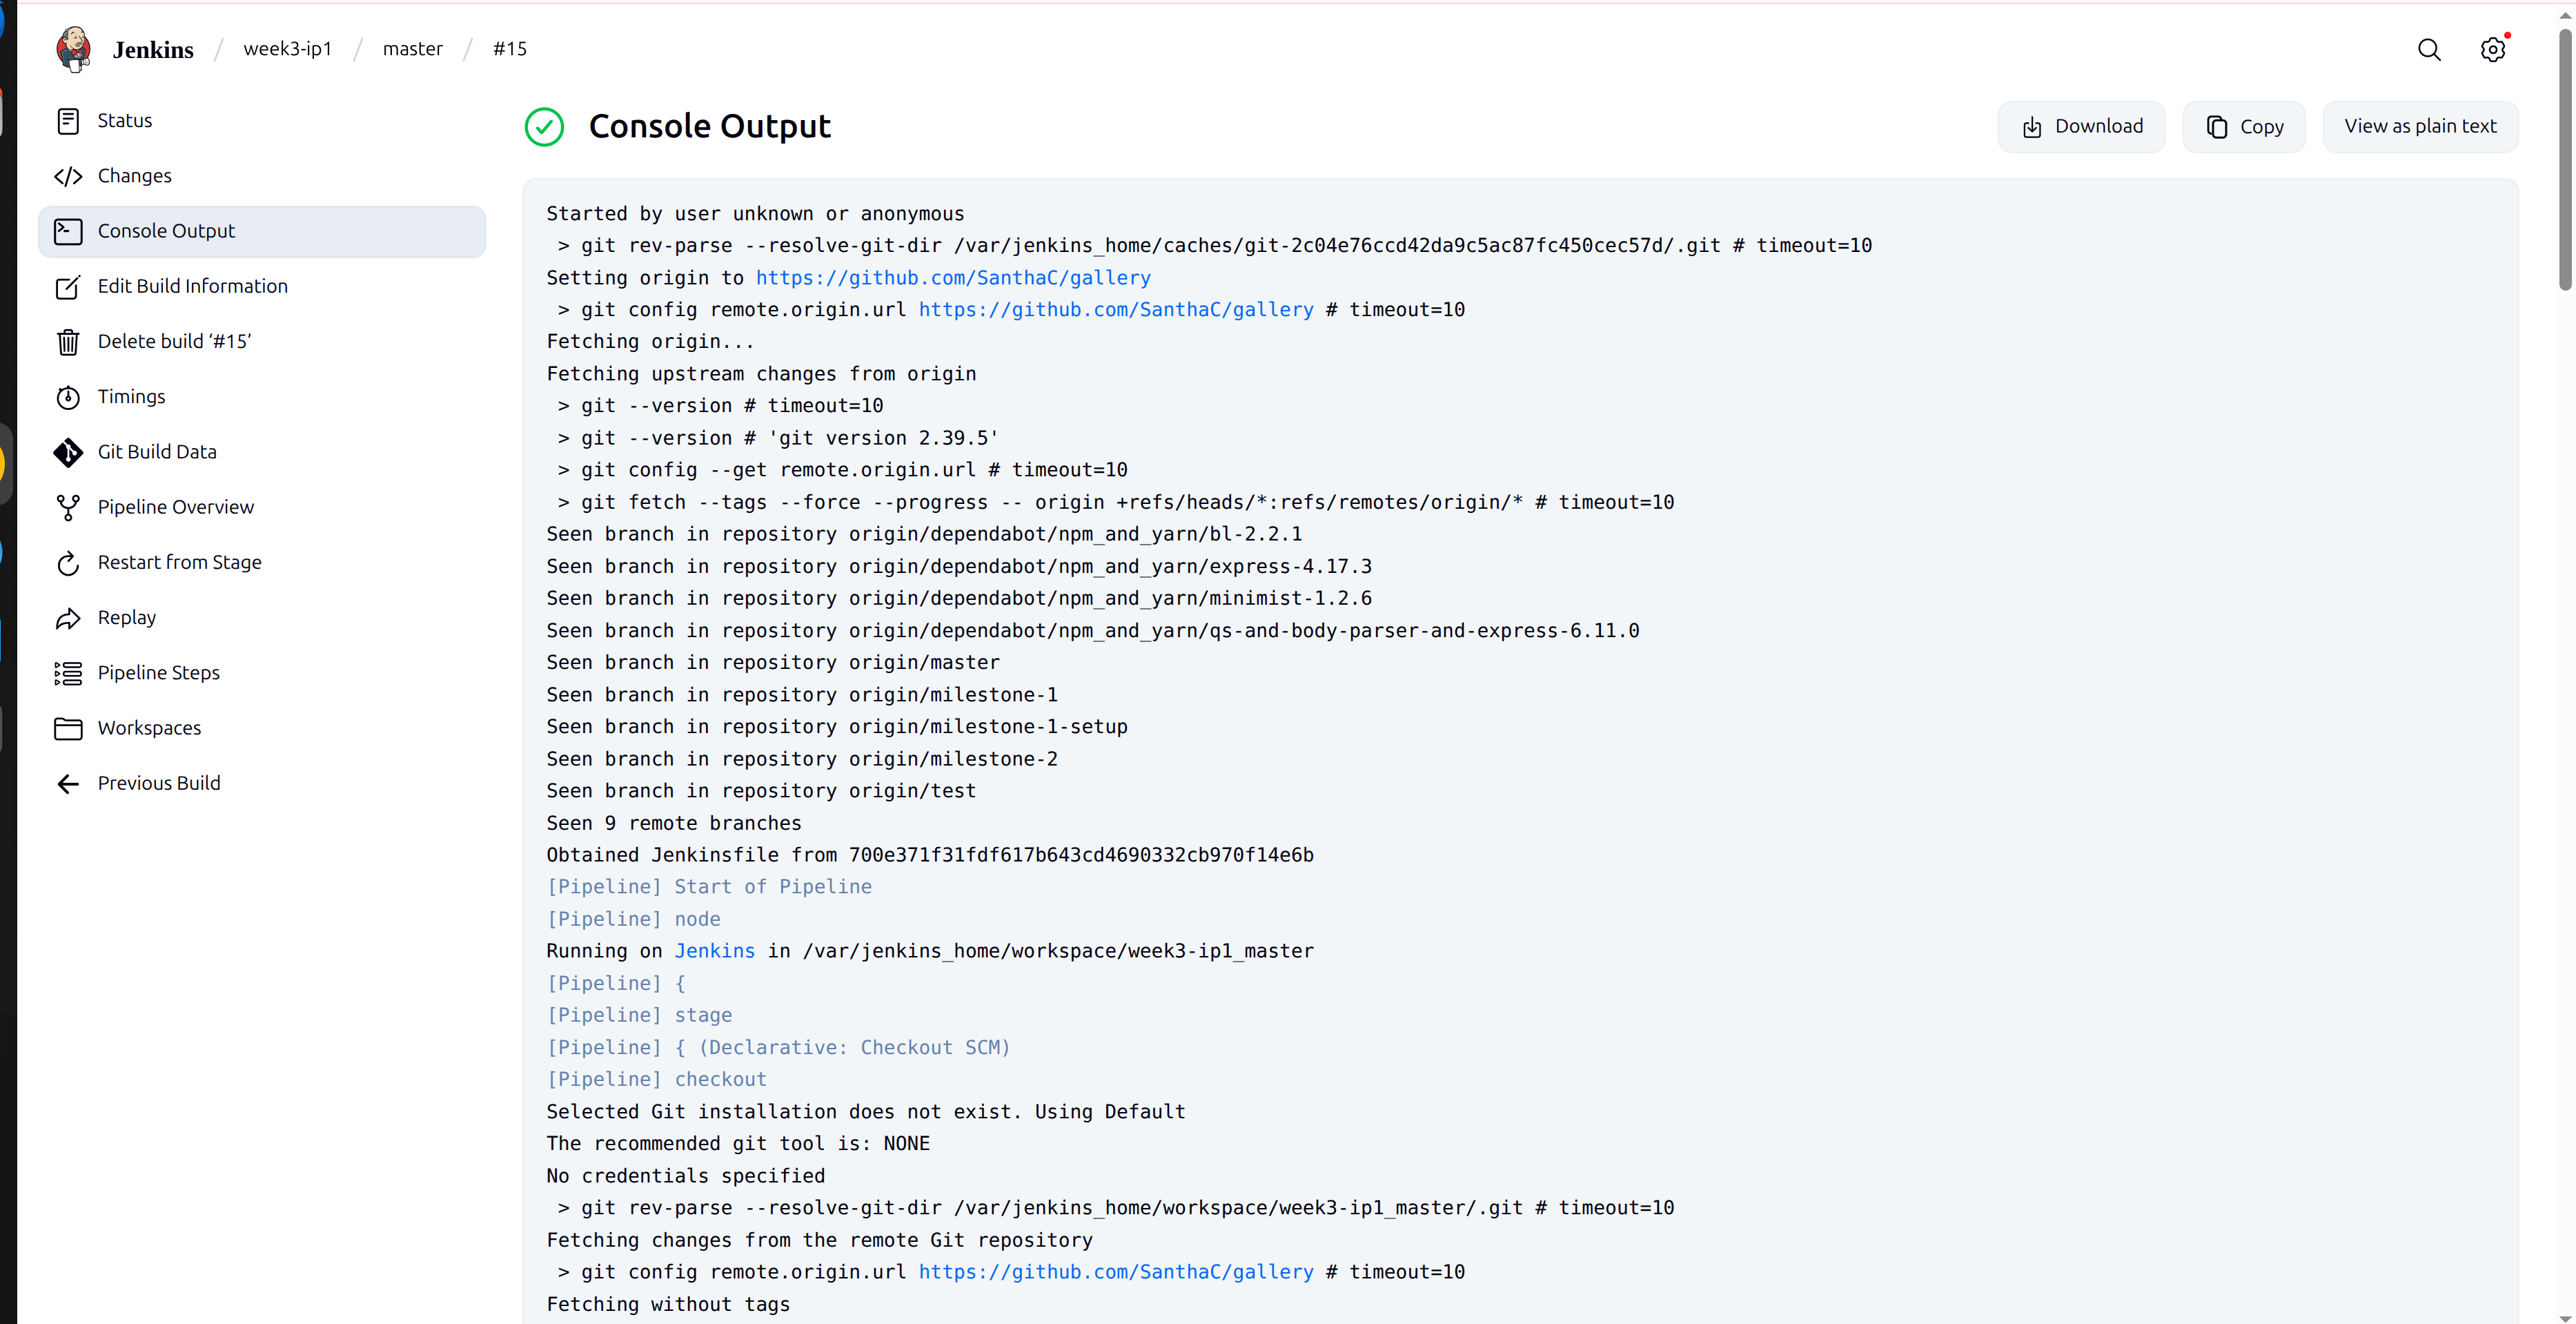 Jenkins / week3-ip1 / master / #15
Status
Changes
Console Output
Edit Build Information
Delete build ‘#15’
Timings
Git Build Data
Pipeline Overview
Restart from Stage
Replay
Pipeline Steps
Workspaces
Previous Build
Console Output
Download
Copy
View as plain text
Started by user unknown or anonymous
 > git rev-parse --resolve-git-dir /var/jenkins_home/caches/git-2c04e76ccd42da9c5ac87fc450cec57d/.git # timeout=10
Setting origin to https://github.com/SanthaC/gallery
 > git config remote.origin.url https://github.com/SanthaC/gallery # timeout=10
Fetching origin...
Fetching upstream changes from origin
 > git --version # timeout=10
 > git --version # 'git version 2.39.5'
 > git config --get remote.origin.url # timeout=10
 > git fetch --tags --force --progress -- origin +refs/heads/*:refs/remotes/origin/* # timeout=10
Seen branch in repository origin/dependabot/npm_and_yarn/bl-2.2.1
Seen branch in repository origin/dependabot/npm_and_yarn/express-4.17.3
Seen branch in repository origin/dependabot/npm_and_yarn/minimist-1.2.6
Seen branch in repository origin/dependabot/npm_and_yarn/qs-and-body-parser-and-express-6.11.0
Seen branch in repository origin/master
Seen branch in repository origin/milestone-1
Seen branch in repository origin/milestone-1-setup
Seen branch in repository origin/milestone-2
Seen branch in repository origin/test
Seen 9 remote branches
Obtained Jenkinsfile from 700e371f31fdf617b643cd4690332cb970f14e6b
[Pipeline] Start of Pipeline
[Pipeline] node
Running on Jenkins in /var/jenkins_home/workspace/week3-ip1_master
[Pipeline] {
[Pipeline] stage
[Pipeline] { (Declarative: Checkout SCM)
[Pipeline] checkout
Selected Git installation does not exist. Using Default
The recommended git tool is: NONE
No credentials specified
 > git rev-parse --resolve-git-dir /var/jenkins_home/workspace/week3-ip1_master/.git # timeout=10
Fetching changes from the remote Git repository
 > git config remote.origin.url https://github.com/SanthaC/gallery # timeout=10
Fetching without tags